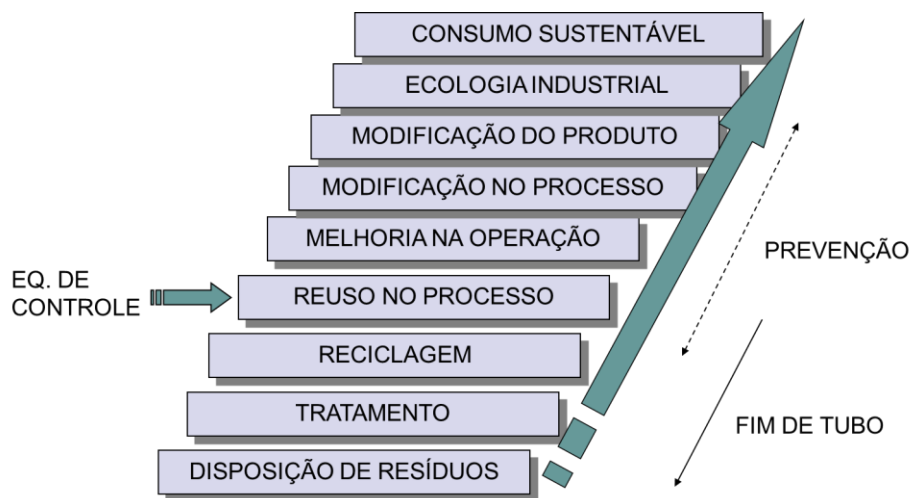 CONSUMO SUSTENTÁVEL
ECOLOGIA INDUSTRIAL
MODIFICAÇÃO DO PRODUTO
MODIFICAÇÃO NO PROCESSO
MELHORIA NA OPERAÇÃO
PREVENÇÃO
EQ. DE
CONTROLE
REUSO NO PROCESSO
RECICLAGEM
TRATAMENTO
FIM DE TUBO
DISPOSIÇÃO DE RESÍDUOS